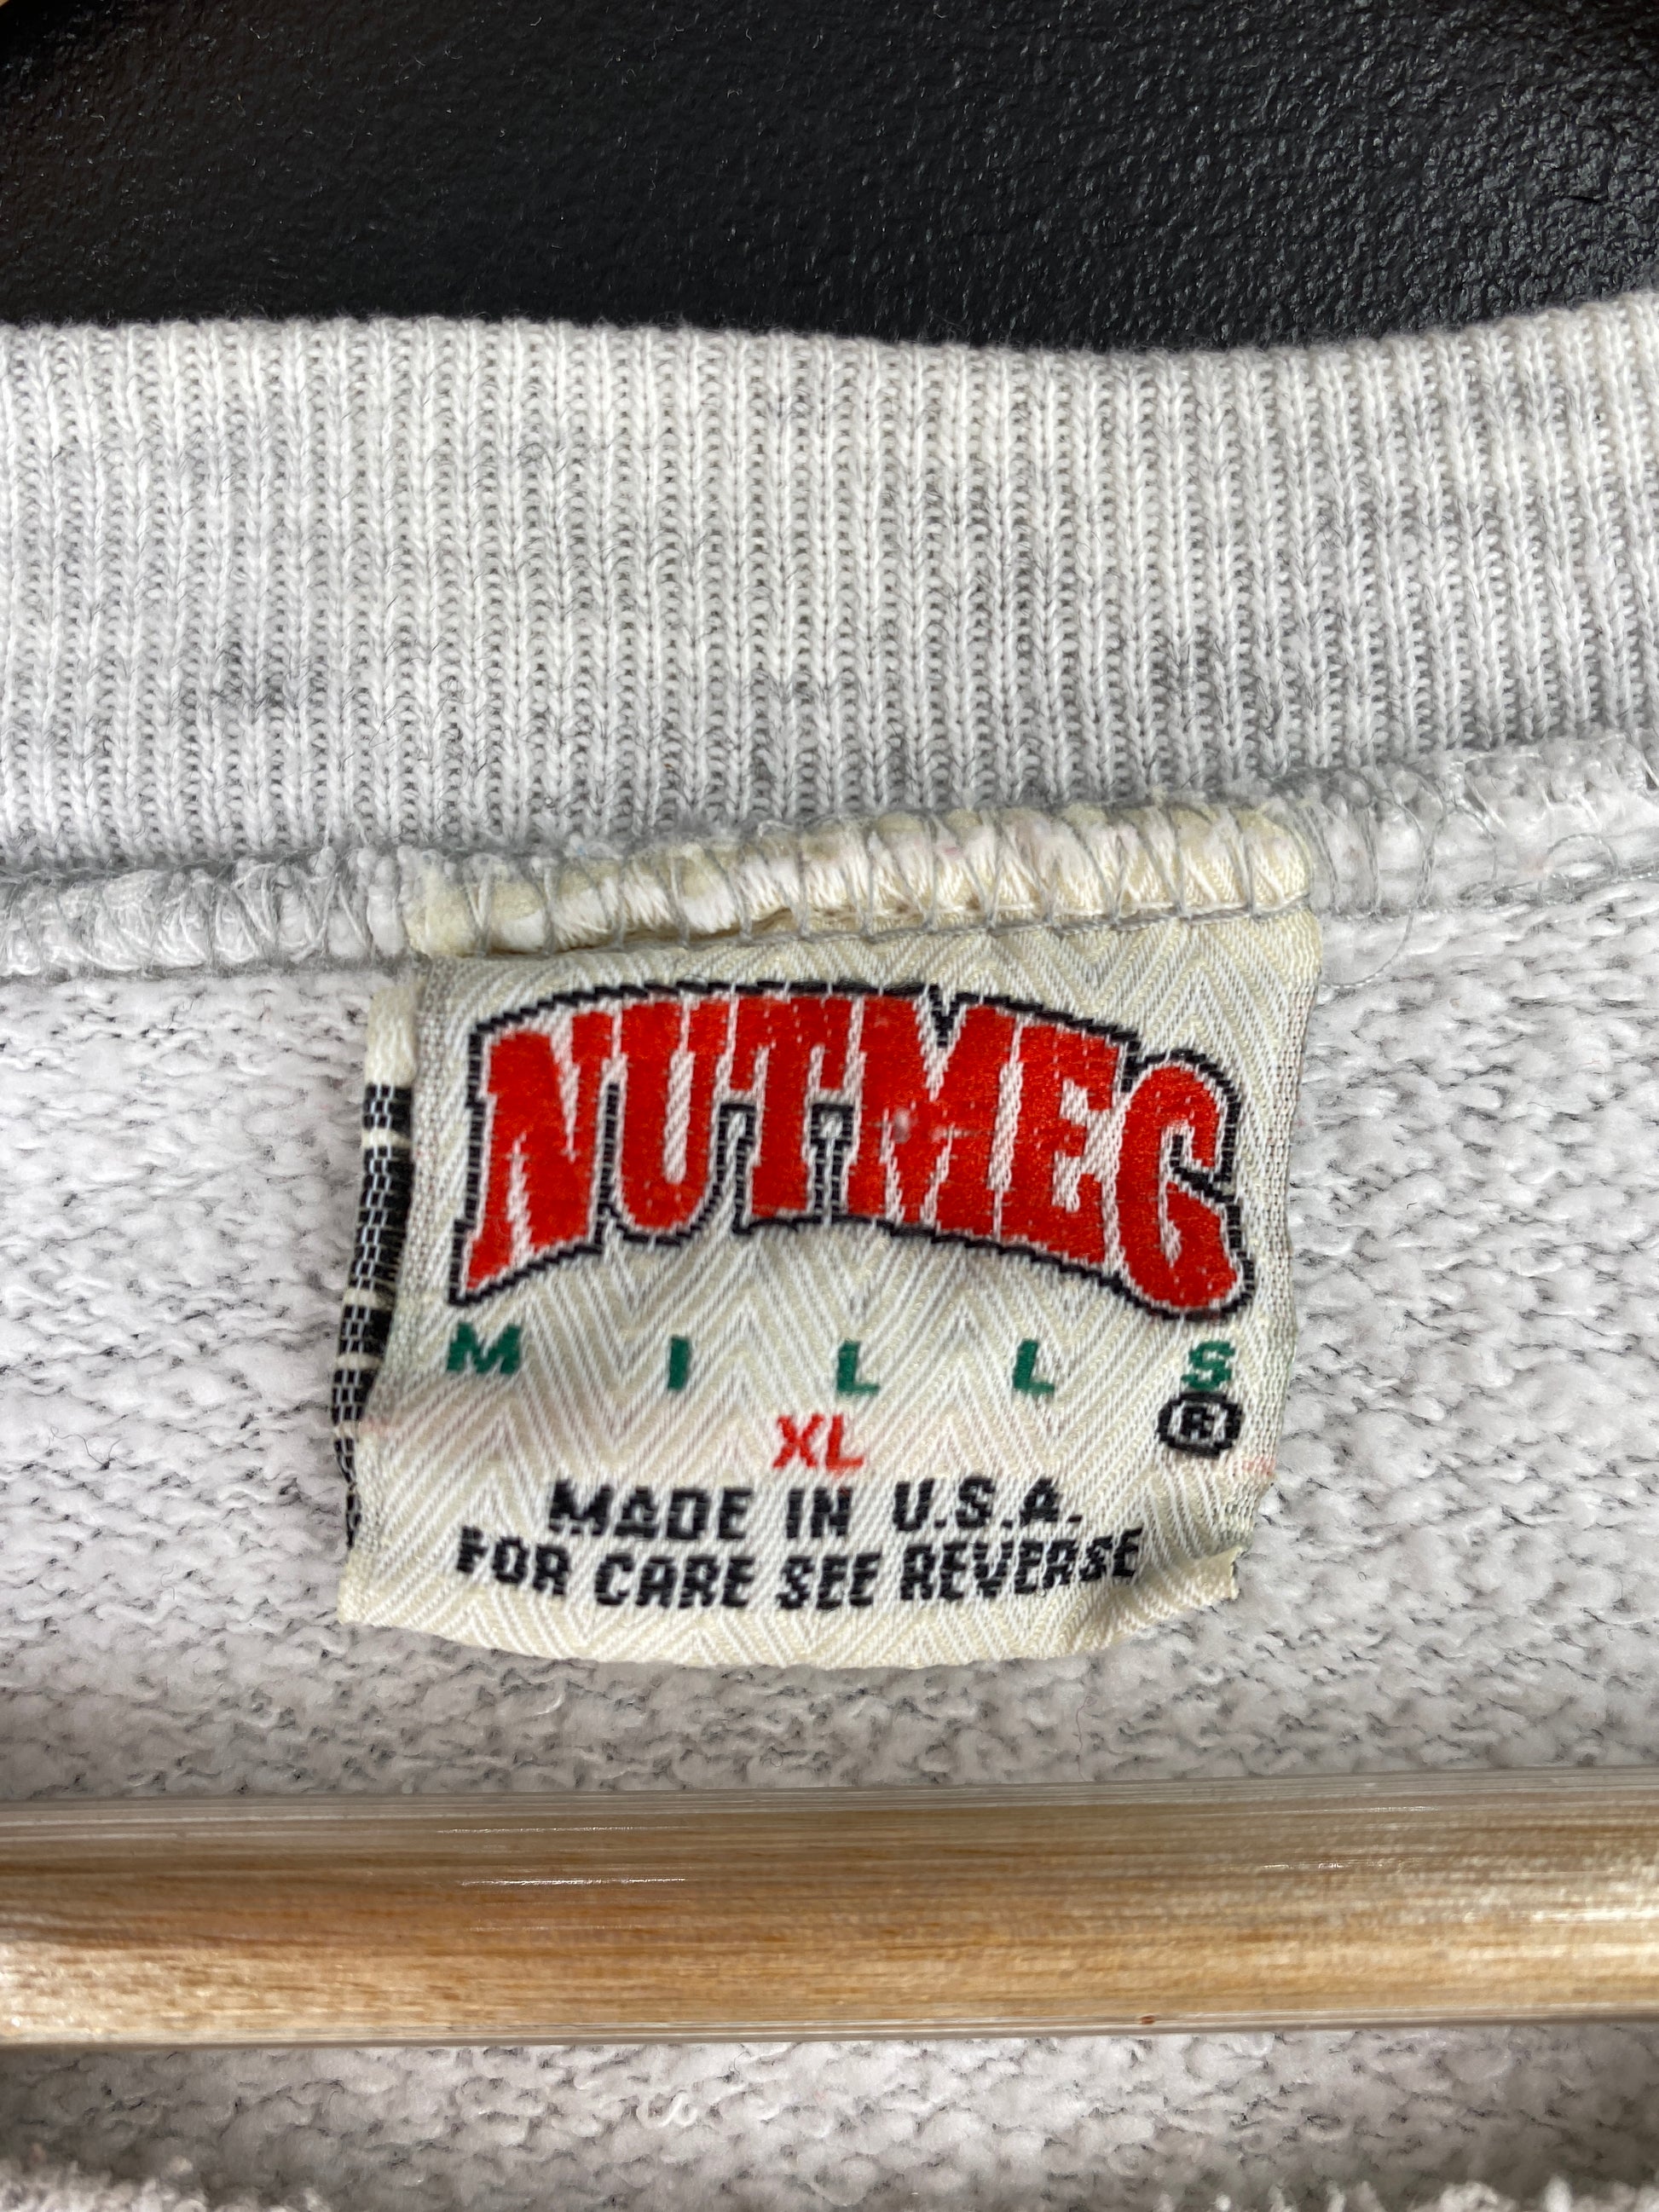 NUTMEG
MILLS
®
XL
MADE IN U.S.A.
FOR CARE SEE REVERSE